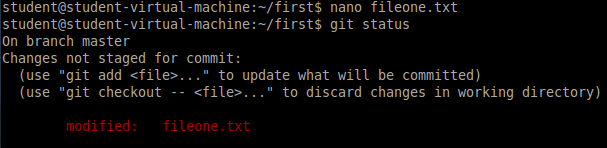 student@student-virtual-machine:~/first$ nano fileone.txt
student@student-virtual-machine:~/first$ git status
On branch master
Changes not staged for commit:
  (use "git add <file>..." to update what will be committed)
  (use "git checkout -- <file>..." to discard changes in working directory)

        modified:   fileone.txt